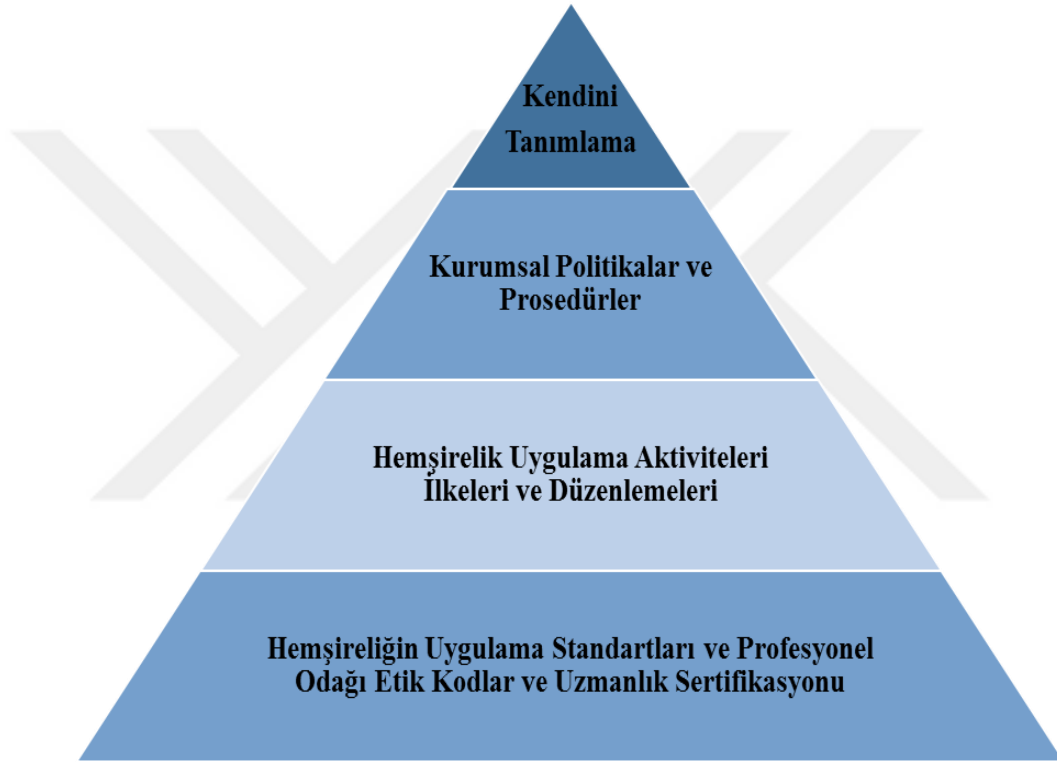 Kendini
Tanımlama
Kurumsal Politikalar ve
Prosedürler
Hemşirelik Uygulama Aktiviteleri
İlkeleri ve Düzenlemeleri
Hemşireliğin Uygulama Standartları ve Profesyonel
Odağı Etik Kodlar ve Uzmanlık Sertifikasyonu